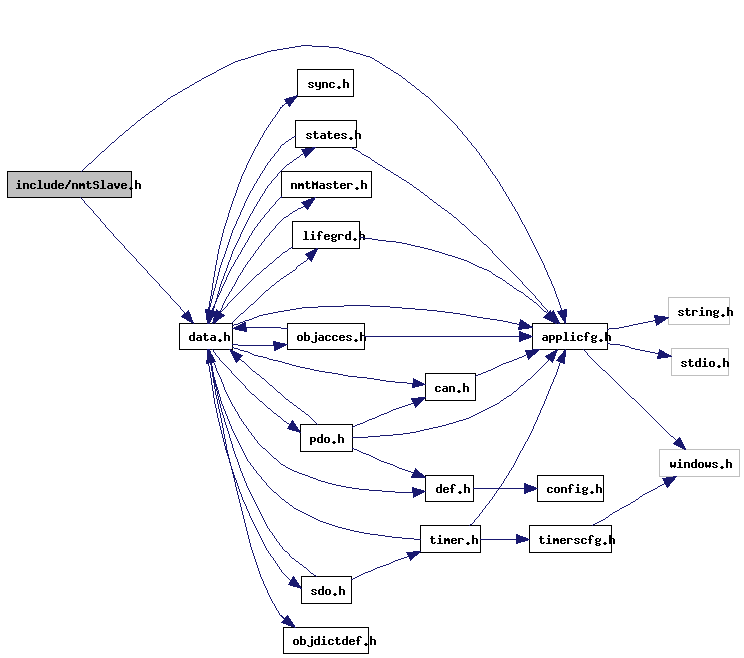 sync.h
states.h
include/nmtSlave.h
nmtMaster.h
lifegrd.h
string.h
data.h
objacces.h
applicfg.h
stdio.h
can.h
pdo.h
windows.h
def.h
config.h
timer.h
timerscfg.h
sdo.h
objdictdef.h